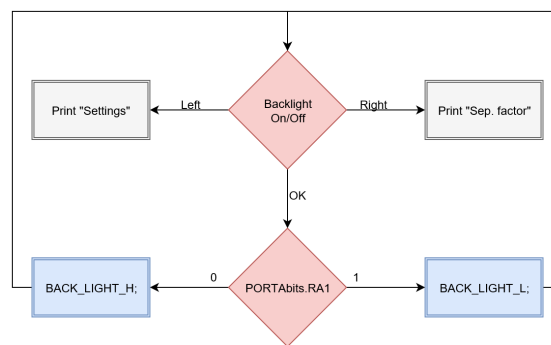 Print "Settings"
Left
Backlight
On/Off
Right
Print "Sep. factor"
OK
BACK_LIGHT_H;
0
PORTAbits.RA1
1
BACK_LIGHT_L;